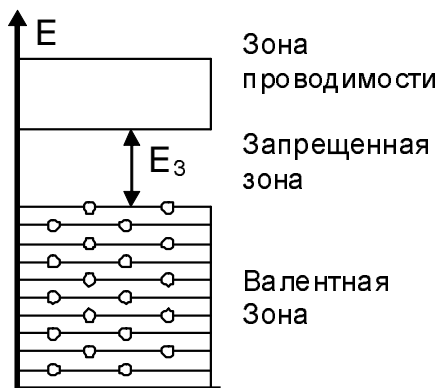 E
Зона
проводимости
E₃
Запрещенная
зона
Валентная
Зона